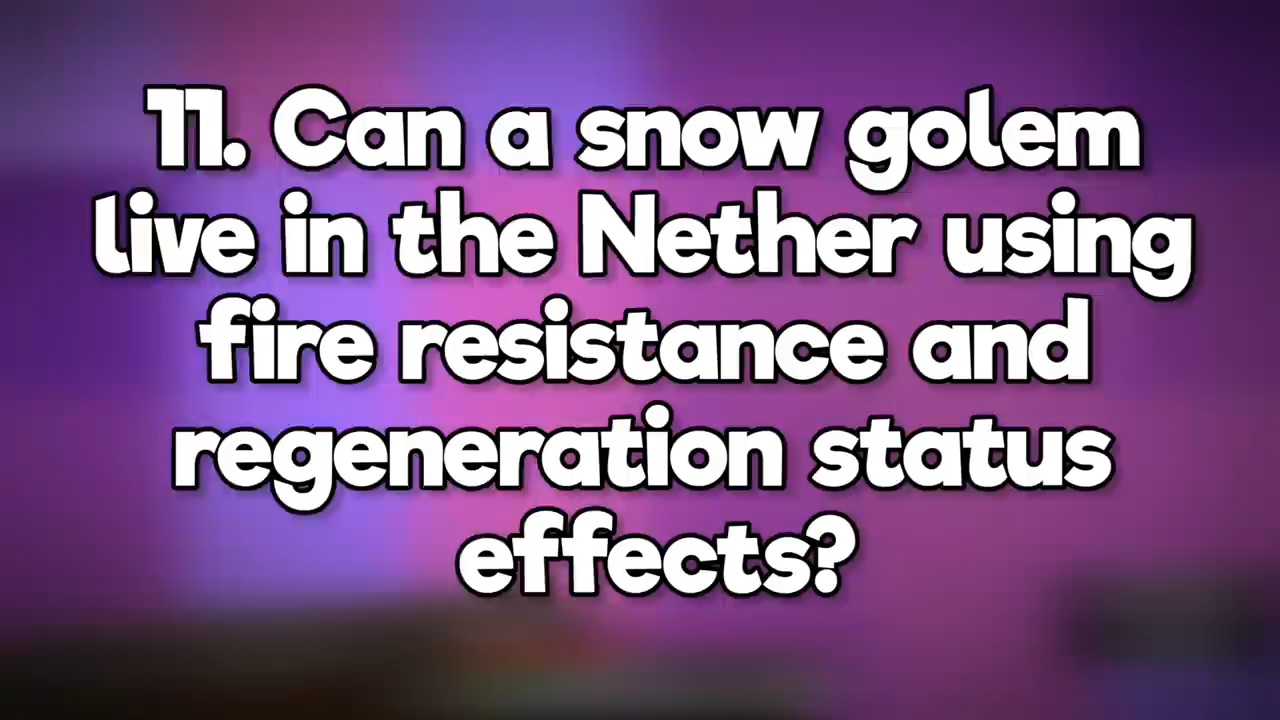 11. Can a snow golem
live in the Nether using
fire resistance and
regeneration status
effects?